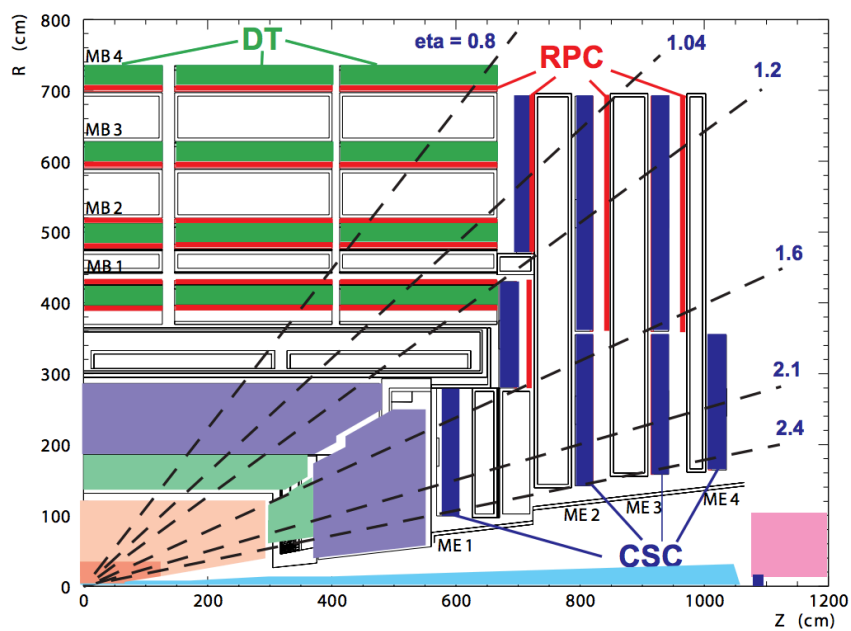 R (cm)
800
700
600
500
400
300
200
100
0
MB 4
MB 3
MB 2
MB 1
DT
eta = 0.8
1.04
RPC
1.2
1.6
2.1
2.4
ME 1
ME 2
ME 3
ME 4
CSC
0
200
400
600
800
1000
1200
Z (cm)